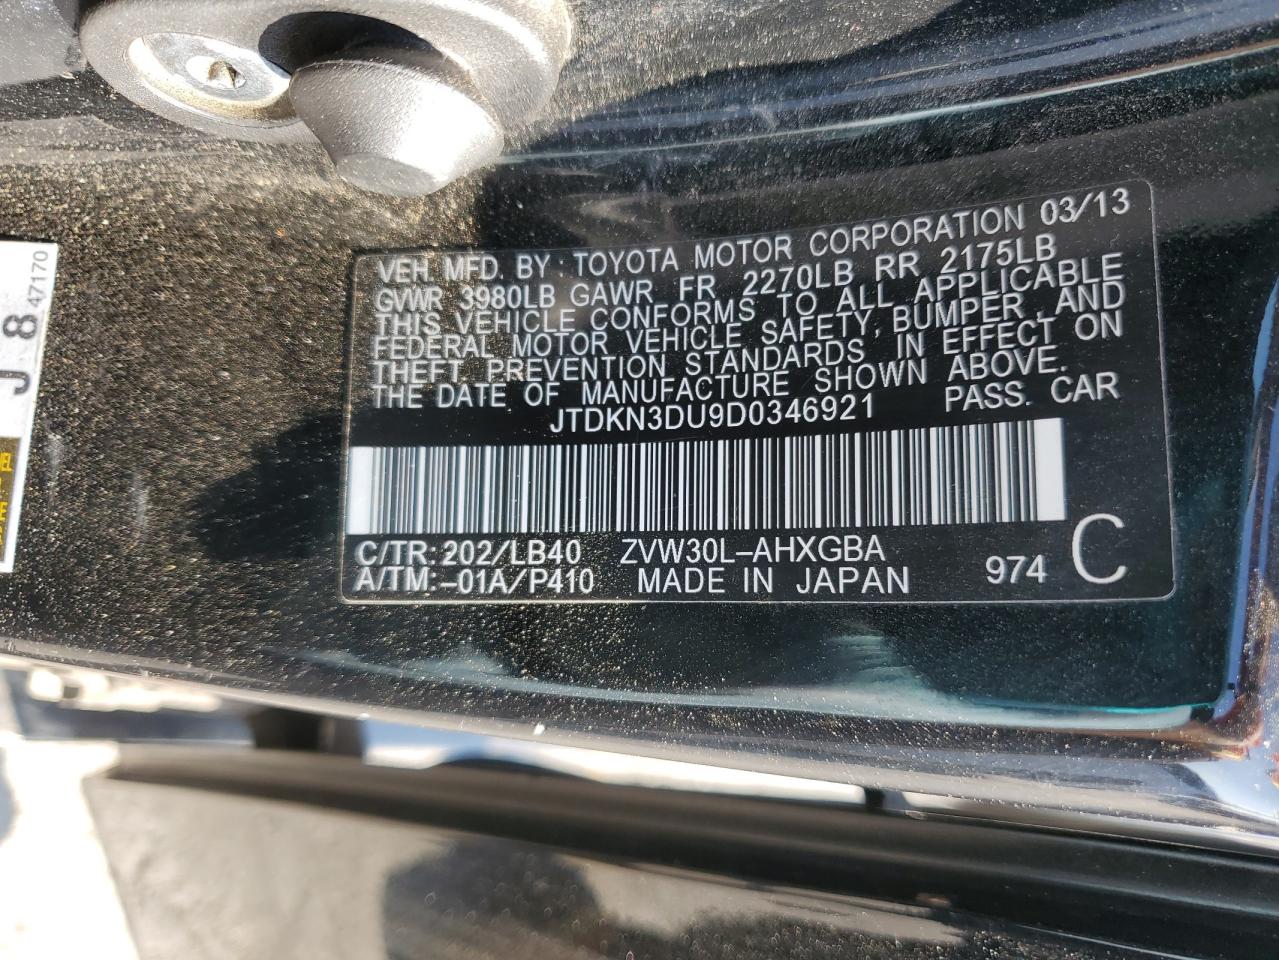 VEH. MFD. BY : TOYOTA MOTOR CORPORATION 03/13
GVWR 3980LB GAWR FR 2270LB RR 2175LB
THIS VEHICLE CONFORMS TO ALL APPLICABLE
FEDERAL MOTOR VEHICLE SAFETY, BUMPER, AND
THEFT PREVENTION STANDARDS IN EFFECT ON
THE DATE OF MANUFACTURE SHOWN ABOVE.
JTDKN3DU9D0346921 PASS. CAR
C/TR: 202/LB40 ZVW30L-AHXGBA
A/TM: -01A/P410 MADE IN JAPAN 974 C
J 8 47170